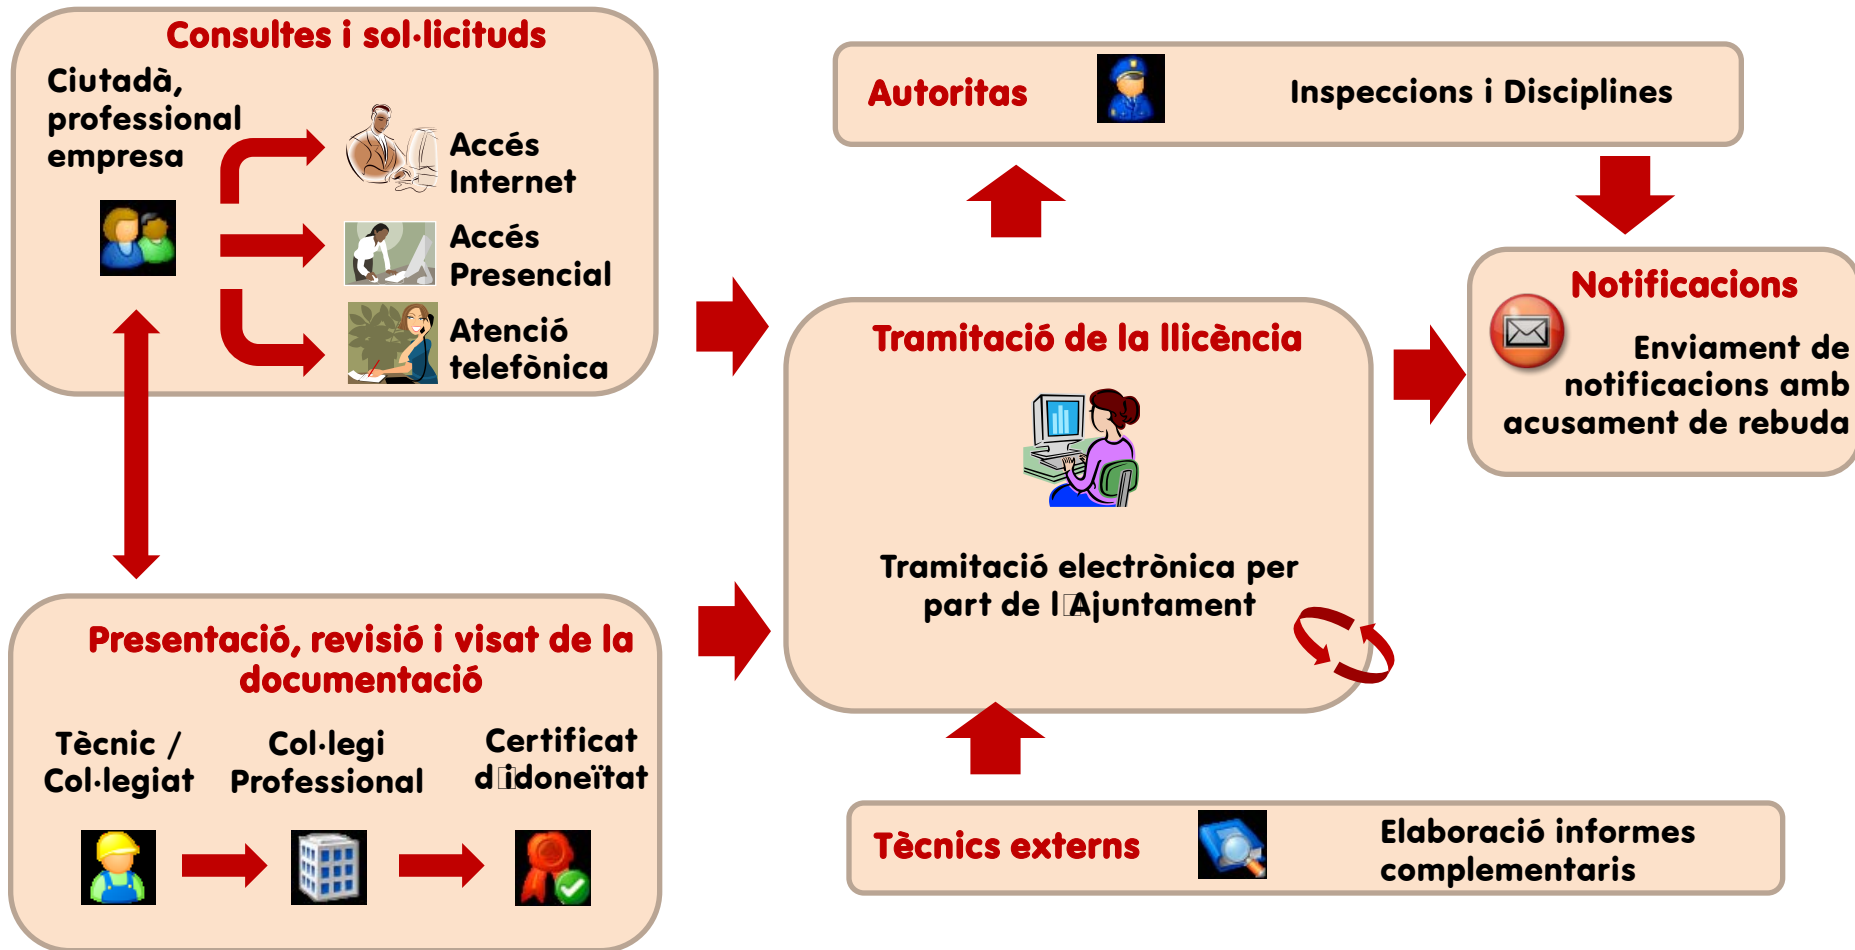 Consultes i sol·licituds
Ciutadà,
professional
empresa
Accés
Internet
Accés
Presencial
Atenció
telefònica
Autoritas
Inspeccions i Disciplines
Notificacions
Enviament de
notificacions amb
acusament de rebuda
Tramitació de la llicència
Tramitació electrònica per
part de l□Ajuntament
Presentació, revisió i visat de la
documentació
Tècnic /
Col·legiat
Col·legi
Professional
Certificat
d□idoneïtat
Tècnics externs
Elaboració informes
complementaris